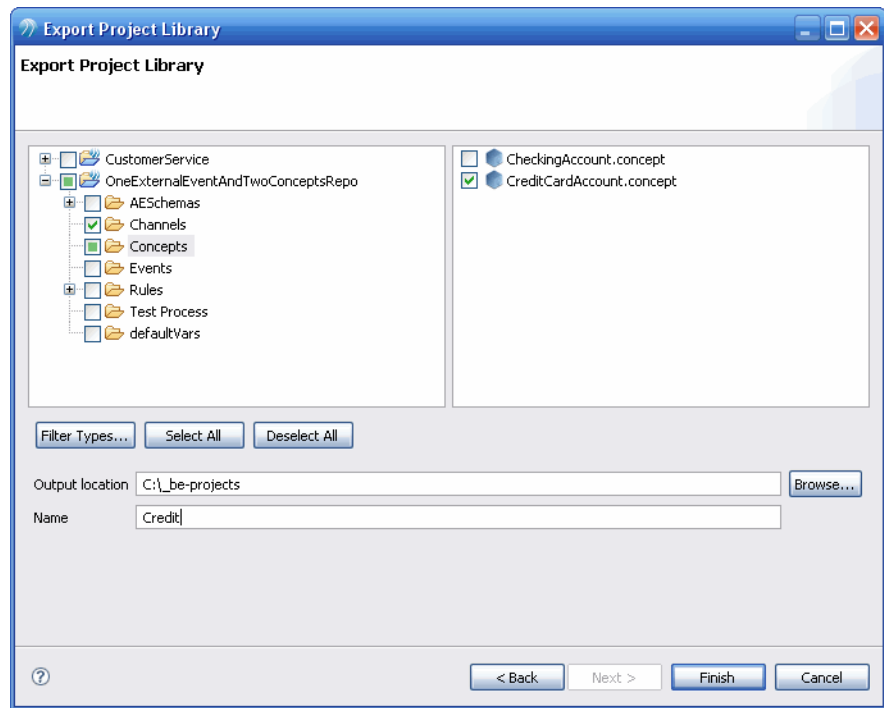 Export Project Library
Export Project Library
CustomerService
OneExternalEventAndTwoConceptsRepo
AESchemas
Channels
Concepts
Events
Rules
Test Process
defaultVars
CheckingAccount.concept
CreditCardAccount.concept
Filter Types... Select All Deselect All
Output location C:\_be-projects Browse...
Name Credit
? < Back Next > Finish Cancel